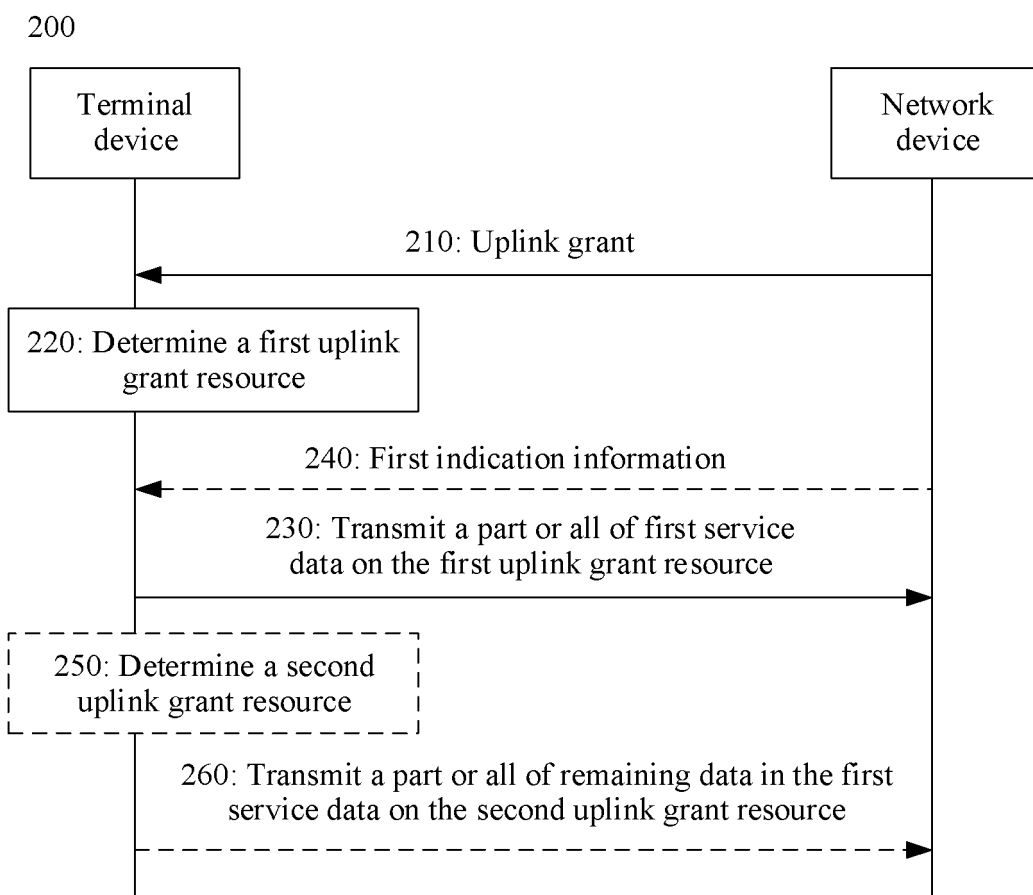 200
Terminal
device
Network
device
210: Uplink grant
220: Determine a first uplink
grant resource
240: First indication information
230: Transmit a part or all of first service
data on the first uplink grant resource
250: Determine a second
uplink grant resource
260: Transmit a part or all of remaining data in the first
service data on the second uplink grant resource